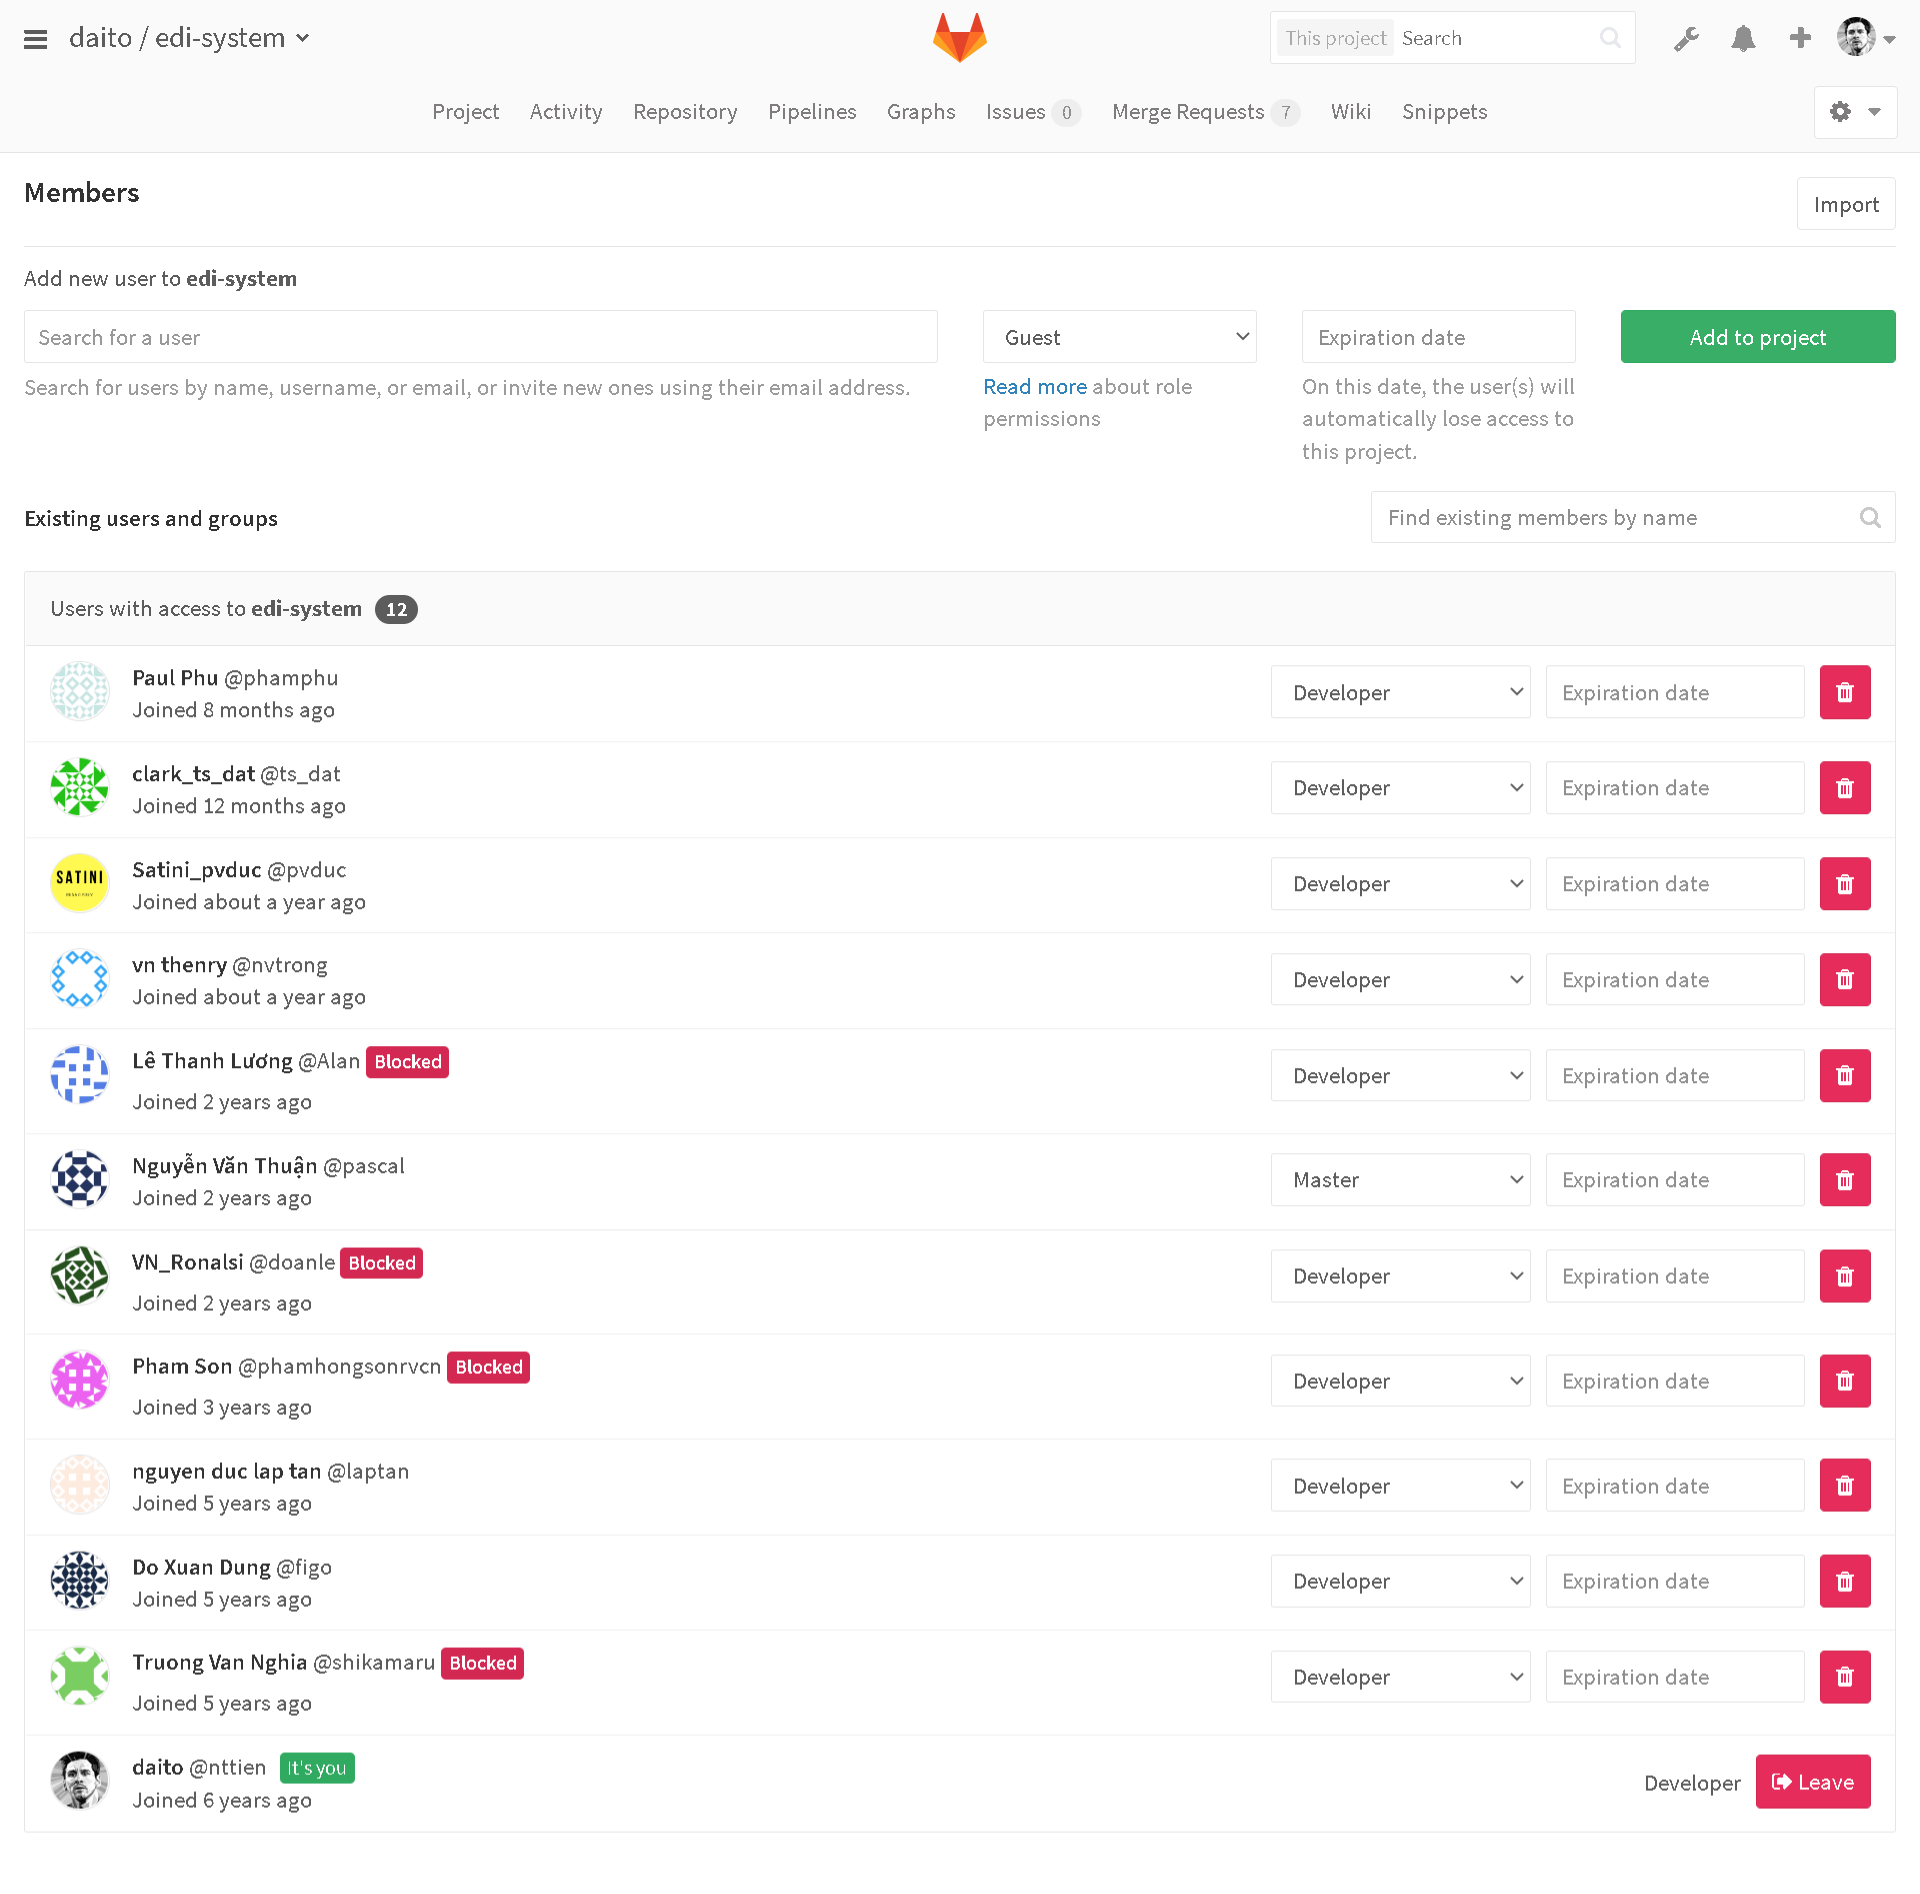 daito / edi-system
This project Search
Project Activity Repository Pipelines Graphs Issues 0 Merge Requests 7 Wiki Snippets
Members
Import
Add new user to edi-system
Search for a user
Guest
Expiration date
Add to project
Search for users by name, username, or email, or invite new ones using their email address.
Read more about role
permissions
On this date, the user(s) will
automatically lose access to
this project.
Existing users and groups
Find existing members by name
Users with access to edi-system 12
Paul Phu @phamphu
Joined 8 months ago
Developer
Expiration date
clark_ts_dat @ts_dat
Joined 12 months ago
Developer
Expiration date
SATINI
Satini_pvduc @pvduc
Joined about a year ago
Developer
Expiration date
vn thenry @nvtrong
Joined about a year ago
Developer
Expiration date
Lê Thanh Lương @Alan Blocked
Joined 2 years ago
Developer
Expiration date
Nguyễn Văn Thuận @pascal
Joined 2 years ago
Master
Expiration date
VN_Ronalsi @doanle Blocked
Joined 2 years ago
Developer
Expiration date
Pham Son @phamhongsonrvcn Blocked
Joined 3 years ago
Developer
Expiration date
nguyen duc lap tan @laptan
Joined 5 years ago
Developer
Expiration date
Do Xuan Dung @figo
Joined 5 years ago
Developer
Expiration date
Truong Van Nghia @shikamaru Blocked
Joined 5 years ago
Developer
Expiration date
daito @nttien It's you
Joined 6 years ago
Developer
Leave